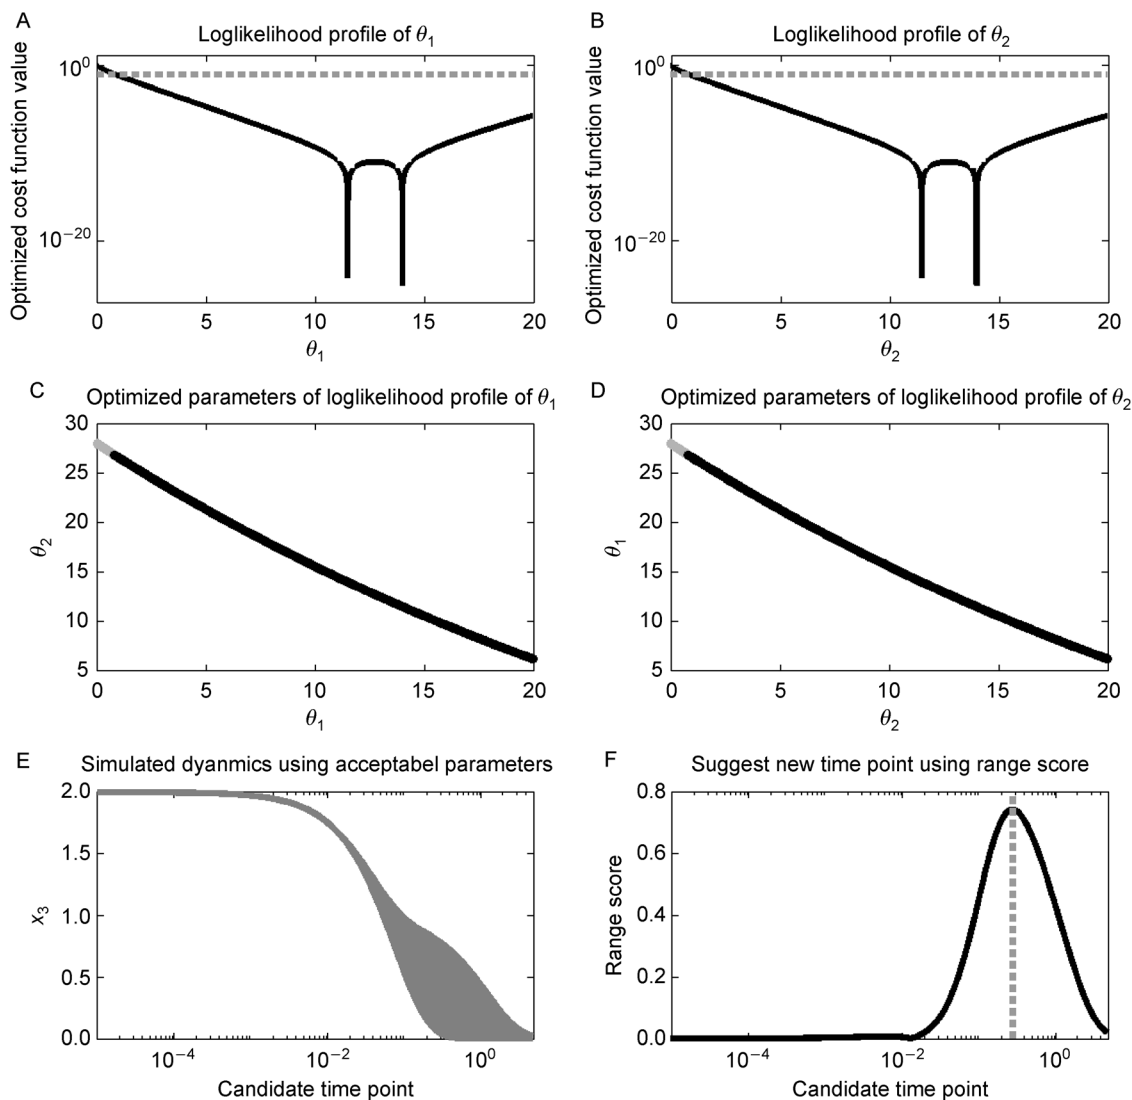 A
Loglikelihood profile of θ1
Optimized cost function value
10^0
10^−20
0 5 10 15 20
θ1
B
Loglikelihood profile of θ2
Optimized cost function value
10^0
10^−20
0 5 10 15 20
θ2
C
Optimized parameters of loglikelihood profile of θ1
θ2
30
25
20
15
10
5
0 5 10 15 20
θ1
D
Optimized parameters of loglikelihood profile of θ2
θ1
30
25
20
15
10
5
0 5 10 15 20
θ2
E
Simulated dyanmics using acceptabel parameters
x3
2.0
1.5
1.0
0.5
0.0
10^−4 10^−2 10^0
Candidate time point
F
Suggest new time point using range score
Range score
0.8
0.6
0.4
0.2
0.0
10^−4 10^−2 10^0
Candidate time point